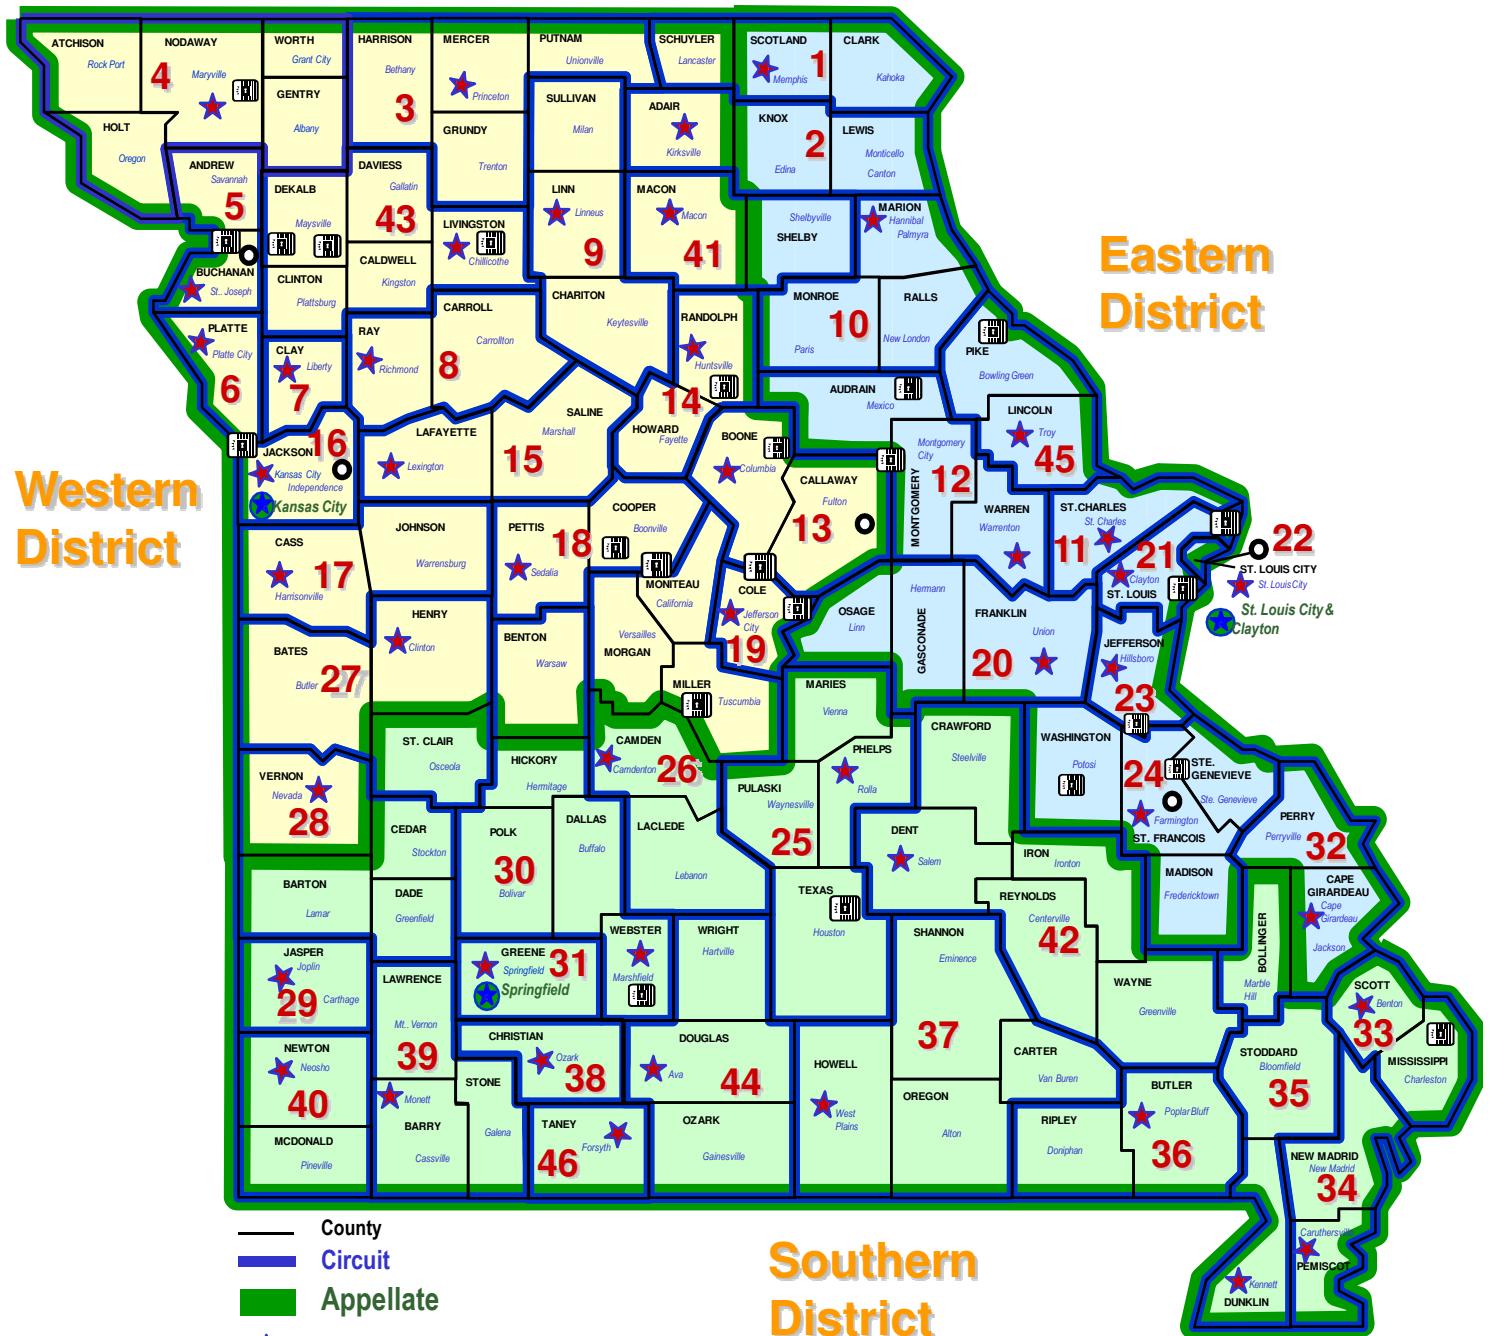 ATCHISON
Rock Port
NODAWAY
4
Maryville
WORTH
Grant City
HARRISON
Bethany
3
MERCER
Princeton
PUTNAM
Unionville
SCHUYLER
Lancaster
SCOTLAND
1
Memphis
CLARK
Kahoka
HOLT
Oregon
GENTRY
Albany
GRUNDY
Trenton
SULLIVAN
Milan
ADAIR
Kirksville
KNOX
2
Edina
LEWIS
Monticello
Canton
ANDREW
Savannah
5
DEKALB
Maysville
DAVIESS
Gallatin
43
LIVINGSTON
Chillicothe
LINN
Linneus
9
MACON
Macon
41
Shelbyville
SHELBY
MARION
Hannibal
Palmyra
Eastern
District
BUCHANAN
St.. Joseph
CLINTON
Plattsburg
CALDWELL
Kingston
CARROLL
Carrollton
8
CHARITON
Keytesville
RANDOLPH
Huntsville
14
MONROE
10
Paris
RALLS
New London
PIKE
Bowling Green
PLATTE
Platte City
6
CLAY
Liberty
7
RAY
Richmond
AUDRAIN
Mexico
LINCOLN
Troy
45
16
JACKSON
Kansas City
Independence
Kansas City
LAFAYETTE
Lexington
SALINE
Marshall
15
HOWARD
Fayette
BOONE
Columbia
CALLAWAY
Fulton
13
Montgomery
City
12
MONTGOMERY
WARREN
Warrenton
11
ST.CHARLES
St. Charles
21
Clayton
ST. LOUIS
22
ST. LOUIS CITY
St. Louis City
St. Louis City &
Clayton
Western
District
CASS
17
Harrisonville
JOHNSON
Warrensburg
PETTIS
18
Sedalia
COOPER
Boonville
MONITEAU
California
COLE
Jefferson
City
19
OSAGE
Linn
Hermann
GASCONADE
FRANKLIN
Union
20
JEFFERSON
Hillsboro
23
BATES
Butler
27
HENRY
Clinton
BENTON
Warsaw
Versailles
MORGAN
MILLER
Tuscumbia
MARIES
Vienna
VERNON
Nevada
28
ST. CLAIR
Osceola
HICKORY
Hermitage
CAMDEN
Camdenton
26
PULASKI
Waynesville
25
PHELPS
Rolla
CRAWFORD
Steelville
WASHINGTON
Potosi
24
Farmington
ST. FRANCOIS
STE.
GENEVIEVE
Ste. Genevieve
PERRY
Perryville
32
CEDAR
Stockton
POLK
30
Bolivar
DALLAS
Buffalo
LACLEDE
Lebanon
DENT
Salem
IRON
Ironton
MADISON
Fredericktown
BARTON
Lamar
DADE
Greenfield
TEXAS
Houston
REYNOLDS
Centerville
42
BOLLINGER
Marble
Hill
CAPE
GIRARDEAU
Cape
Girardeau
Jackson
JASPER
Joplin
29
Carthage
LAWRENCE
Mt.. Vernon
39
GREENE
31
Springfield
Springfield
WEBSTER
Marshfield
WRIGHT
Hartville
SHANNON
Eminence
37
WAYNE
Greenville
SCOTT
Benton
33
MISSISSIPPI
Charleston
NEWTON
Neosho
40
CHRISTIAN
Ozark
38
DOUGLAS
Ava
44
HOWELL
West
Plains
CARTER
Van Buren
BUTLER
Poplar Bluff
36
STODDARD
Bloomfield
35
MCDONALD
Pineville
Monett
BARRY
Cassville
STONE
Galena
TANEY
Forsyth
46
OZARK
Gainesville
OREGON
Alton
RIPLEY
Doniphan
NEW MADRID
New Madrid
34
Caruthersville
PEMISCOT
Kennett
DUNKLIN
County
Circuit
Appellate
Southern
District